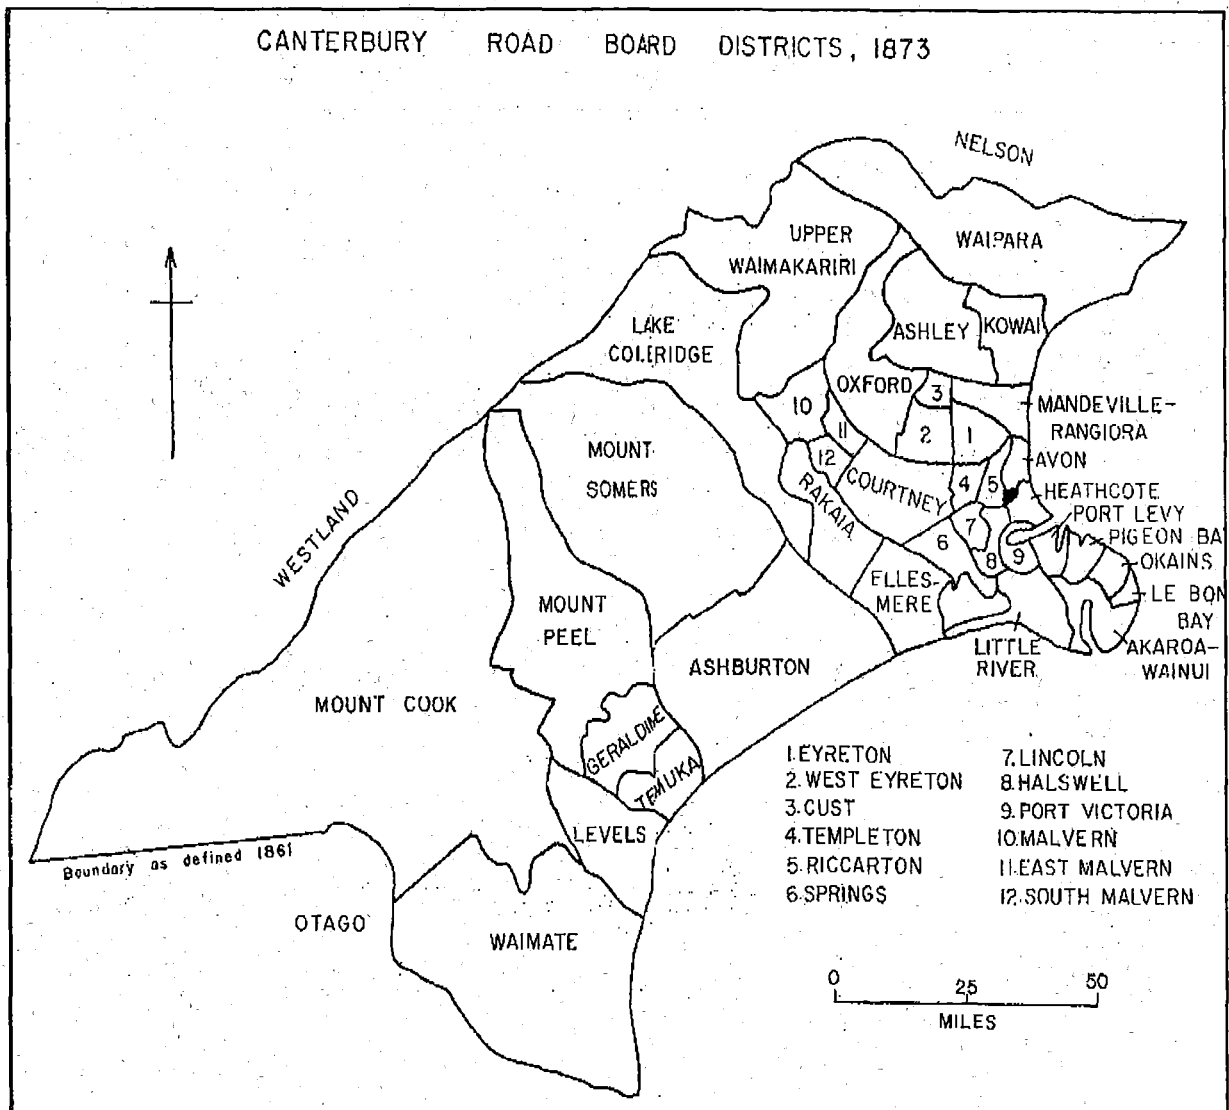 CANTERBURY ROAD BOARD DISTRICTS, 1873
NELSON
WAIPARA
UPPER
WAIMAKARIRI
LAKE
COLERIDGE
ASHLEY
KOWAI
OXFORD
3
10
11
2
1
MANDEVILLE-
RANGIORA
12
AVON
MOUNT
SOMERS
COURTNEY
4
5
HEATHCOTE
RAKAIA
PORT LEVY
WESTLAND
6
7
8
9
PIGEON BA
OKAINS
ELLES-
MERE
LE BON
BAY
MOUNT
PEEL
LITTLE
RIVER
AKAROA-
WAINUI
ASHBURTON
MOUNT COOK
GERALDINE
TEMUKA
LEVELS
Boundary as defined 1861
OTAGO
WAIMATE
1.EYRETON
2.WEST EYRETON
3.CUST
4.TEMPLETON
5.RICCARTON
6.SPRINGS
7.LINCOLN
8.HALSWELL
9.PORT VICTORIA
10.MALVERN
11.EAST MALVERN
12.SOUTH MALVERN
0 25 50
MILES